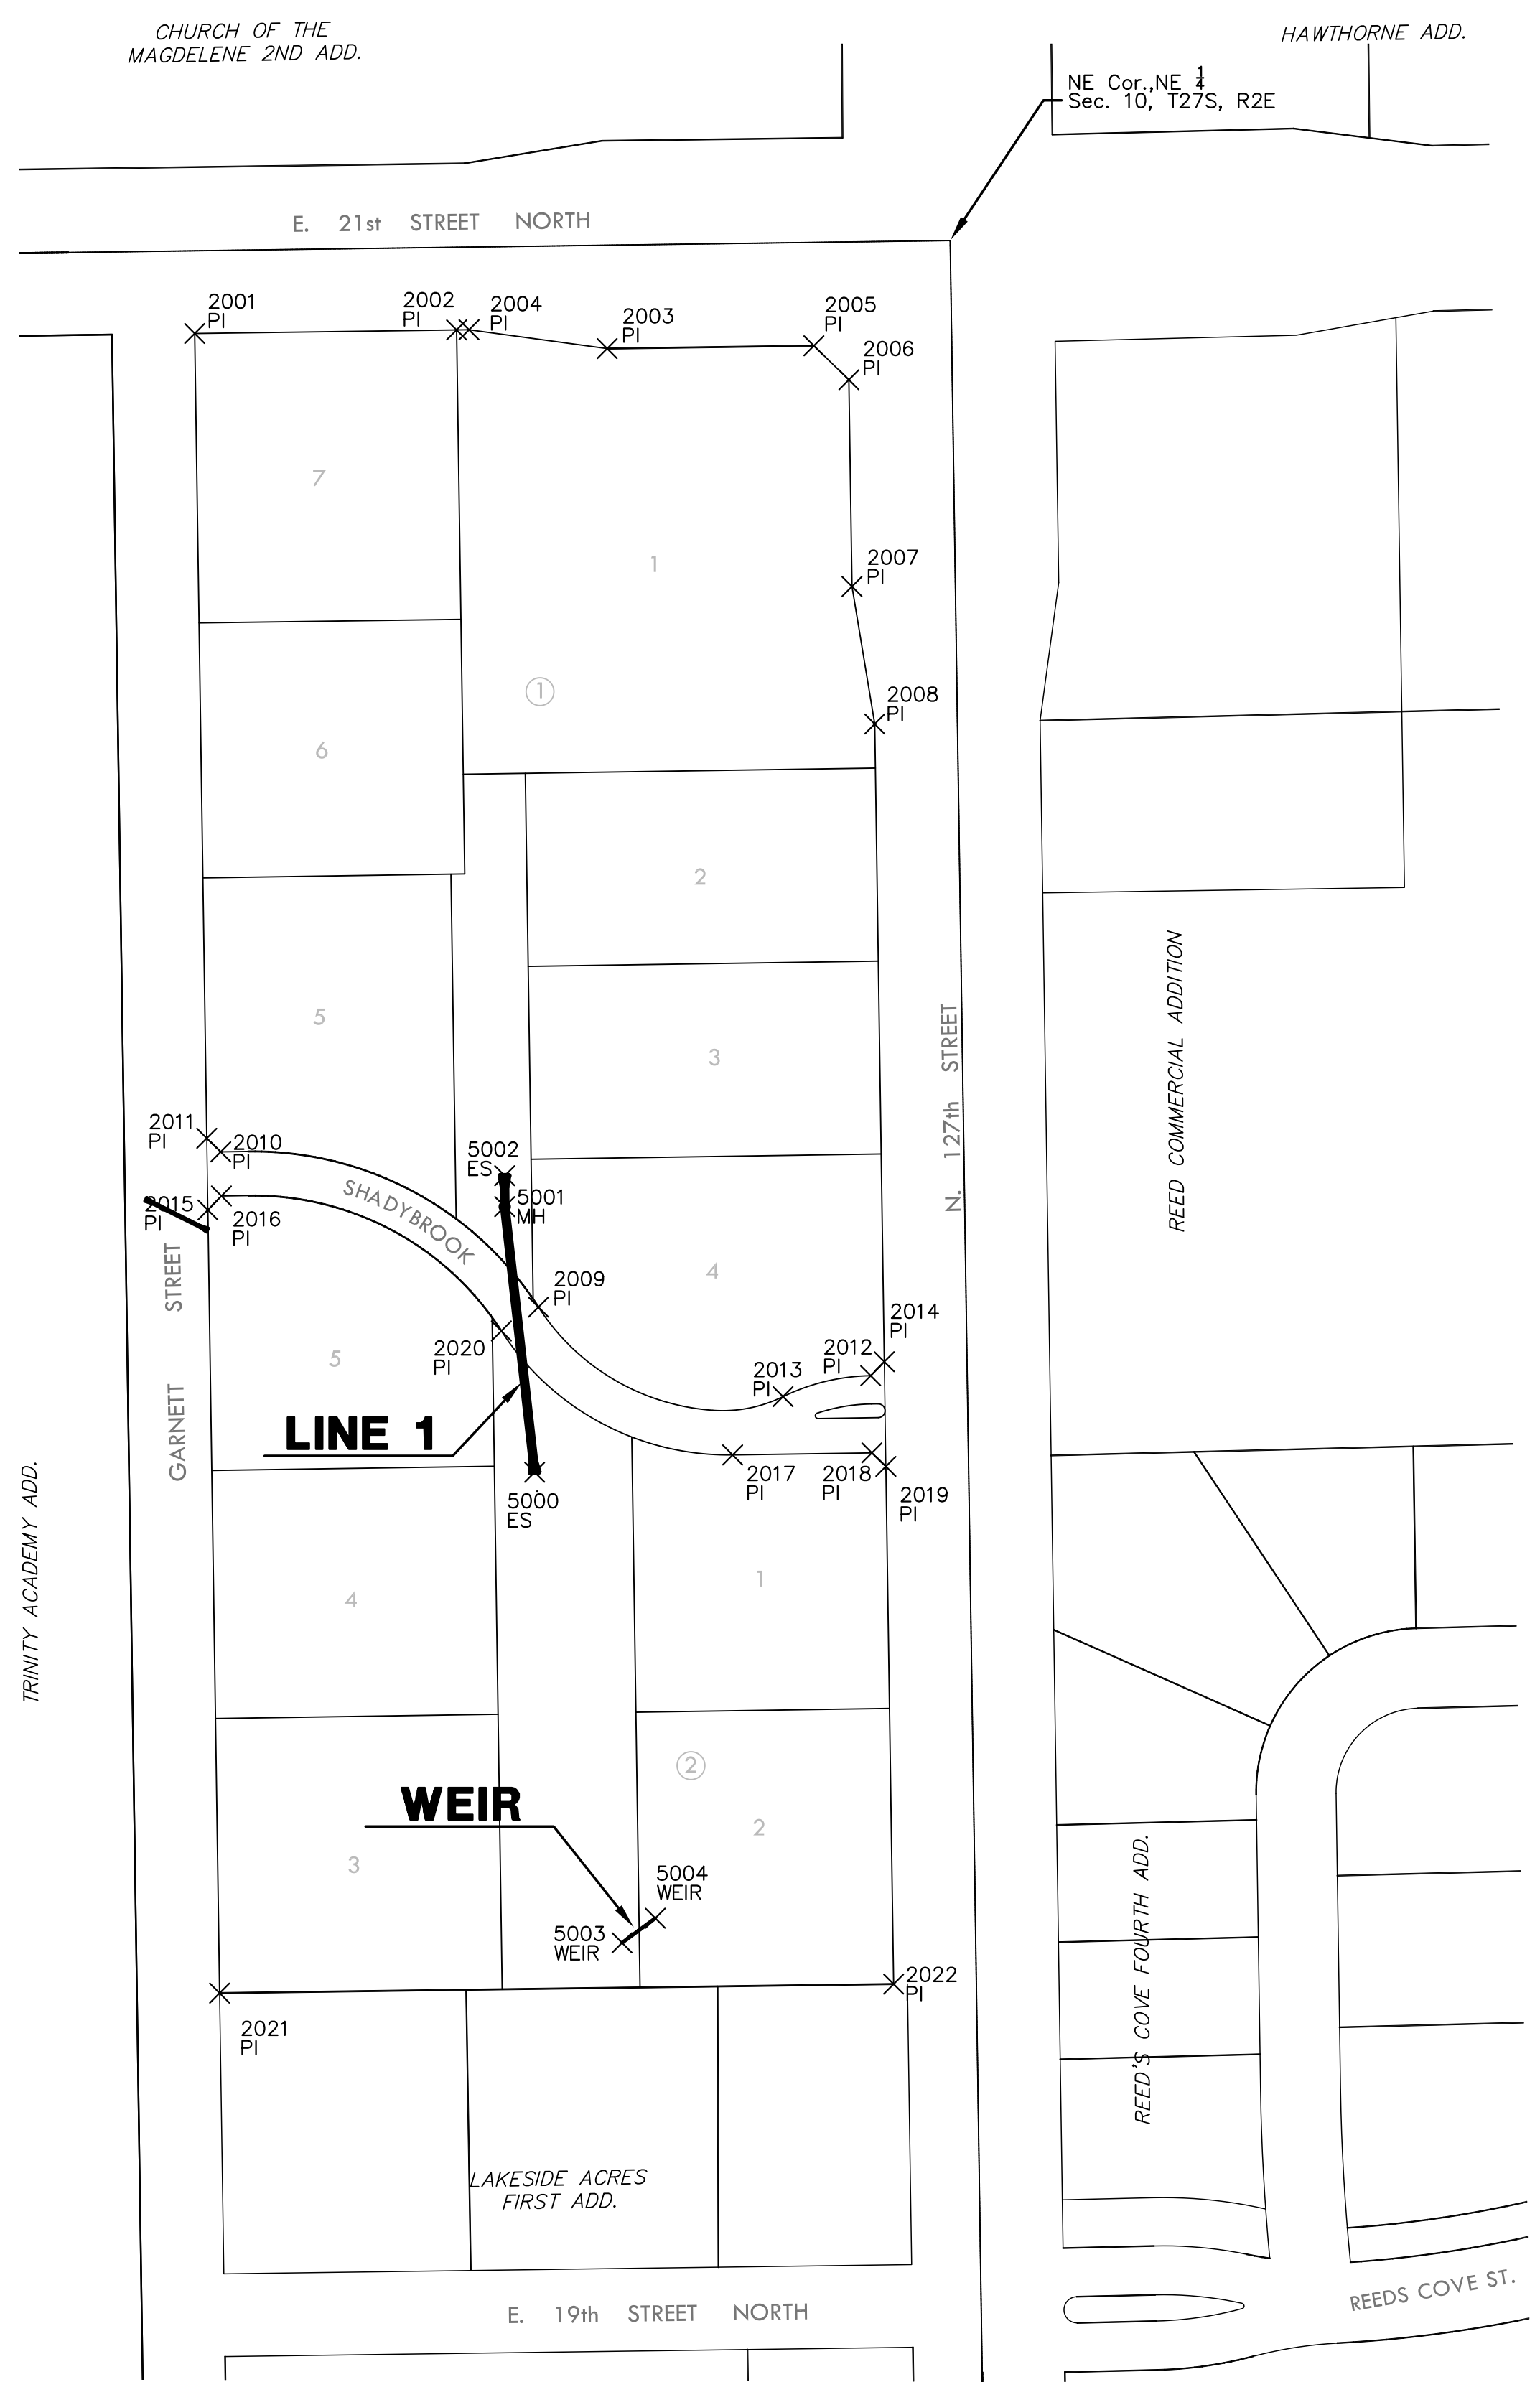 CHURCH OF THE
MAGDELENE 2ND ADD.
HAWTHORNE ADD.
NE Cor.,NE 1/4
Sec. 10, T27S, R2E
E. 21st STREET NORTH
2001
PI
2002
PI
2004
PI
2003
PI
2005
PI
2006
PI
7
1
2007
PI
1
2008
PI
6
2
5
3
N. 127th STREET
REED COMMERCIAL ADDITION
2011
PI
2010
PI
5002
ES
5001
MH
2015
PI
2016
PI
SHADYBROOK
GARNETT STREET
2009
PI
4
2014
PI
2020
PI
5
2012
PI
2013
PI
LINE 1
2017
PI
2018
PI
2019
PI
5000
ES
TRINITY ACADEMY ADD.
4
1
2
WEIR
2
3
5004
WEIR
5003
WEIR
REED'S COVE FOURTH ADD.
2022
PI
2021
PI
LAKESIDE ACRES
FIRST ADD.
REEDS COVE ST.
E. 19th STREET NORTH